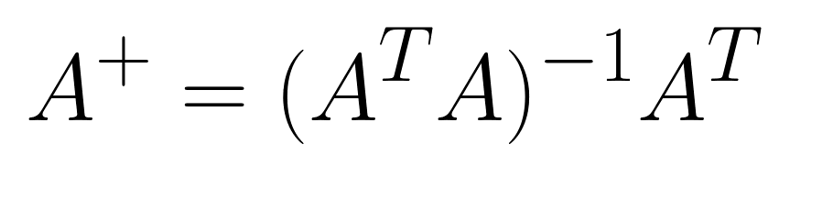 A⁺ = (AᵀA)⁻¹Aᵀ